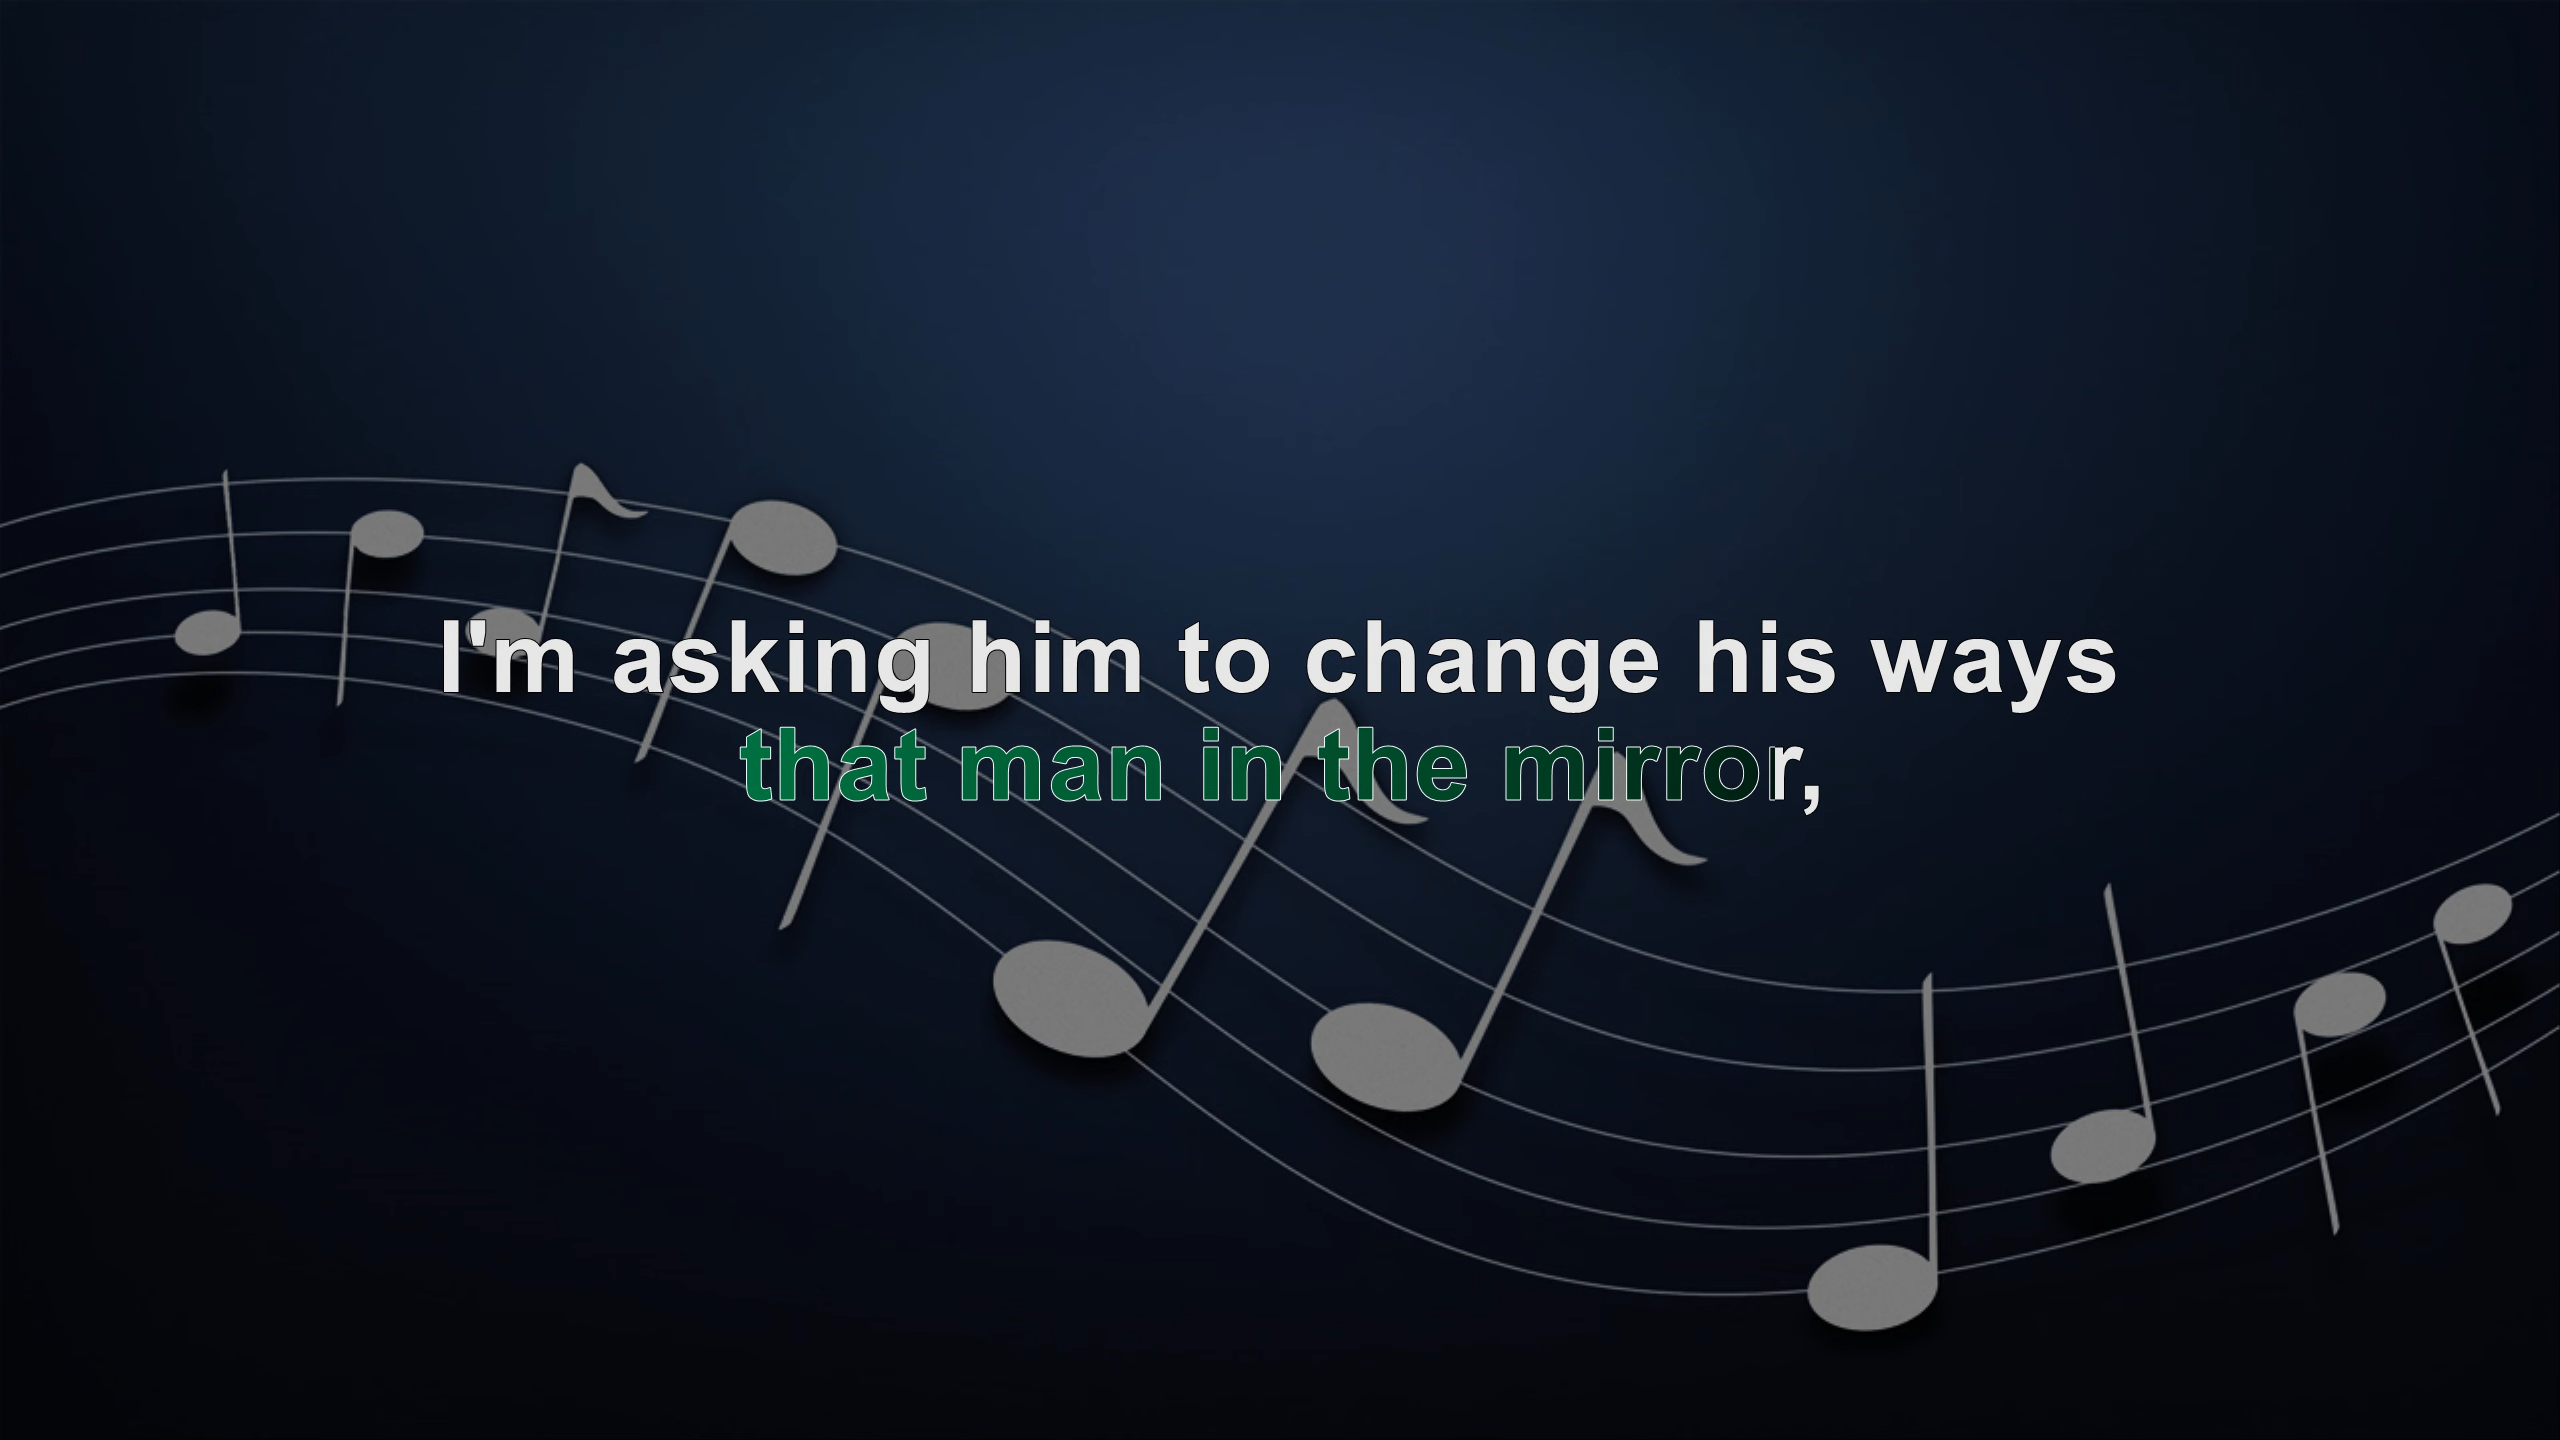 I'm asking him to change his ways
that man in the mirror,